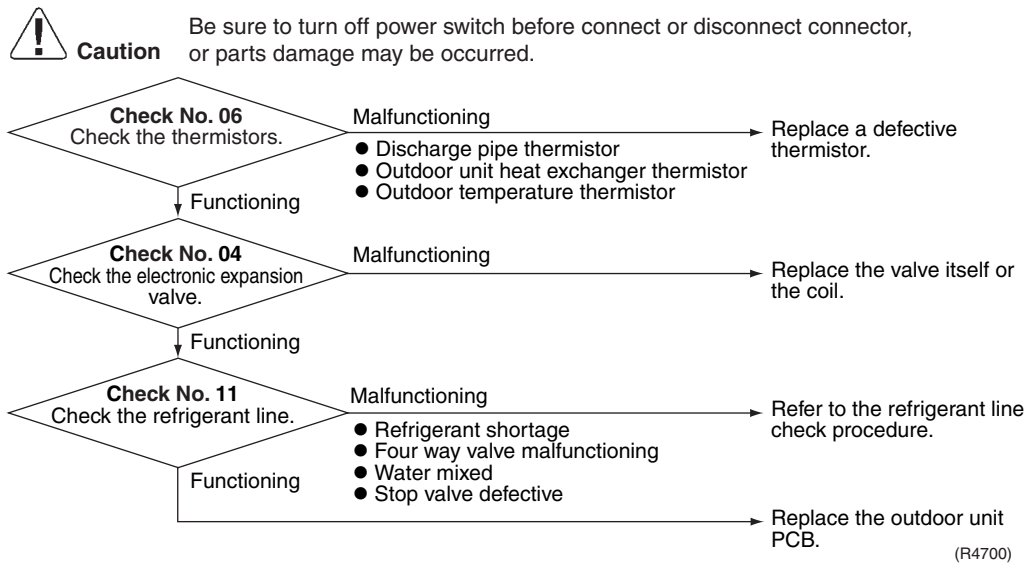 Caution
Be sure to turn off power switch before connect or disconnect connector,
or parts damage may be occurred.
Check No. 06
Check the thermistors.
Malfunctioning
● Discharge pipe thermistor
● Outdoor unit heat exchanger thermistor
● Outdoor temperature thermistor
Replace a defective
thermistor.
Functioning
Check No. 04
Check the electronic expansion
valve.
Malfunctioning
Replace the valve itself or
the coil.
Functioning
Check No. 11
Check the refrigerant line.
Malfunctioning
● Refrigerant shortage
● Four way valve malfunctioning
● Water mixed
● Stop valve defective
Refer to the refrigerant line
check procedure.
Functioning
Replace the outdoor unit
PCB.
(R4700)